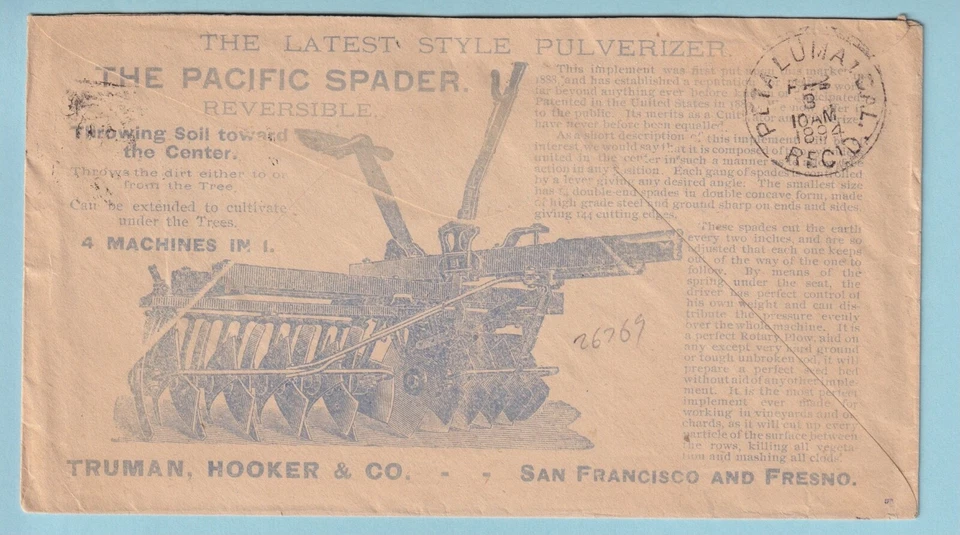 THE LATEST STYLE PULVERIZER.
THE PACIFIC SPADER.
REVERSIBLE.
Throwing Soil toward
the Center.
Throws the dirt either to or
from the Tree.
Can be extended to cultivate
under the Trees.
4 MACHINES IN 1.
This implement was first put this market
1888, and has established a reputation
far beyond anything ever before
Patented in the United States in
to the public. Its merits as a
have never before been equalled.
As a short description this implement
interest, we would say that it is composed of
united in the center in such a manner
action in any position. Each gang of spades controlled
by a lever giving any desired angle. The smallest size
has double-end spades in double concave form, made
of high grade steel and ground sharp on ends and sides,
giving 144 cutting edges.
These spades cut the earth
every two inches, and are so
adjusted that each one keeps
out of the way of the one to
follow. By means of the
spring under the seat, the
driver has perfect control of
his own weight and can dis-
tribute the pressure evenly
over the whole machine. It is
a perfect Rotary Plow, and on
any except very hard ground
or tough unbroken sod, it will
prepare a perfect seed bed
without aid of any other imple-
ment. It is the most perfect
implement ever made for
working in vineyards and or-
chards, as it will cut up every
particle of the surface between
the rows, killing all vegeta-
tion and mashing all clods.
PETALUMA, CAL.
FEB
8
10 AM
1894
REC'D.
26769
TRUMAN, HOOKER & CO. - - SAN FRANCISCO AND FRESNO.